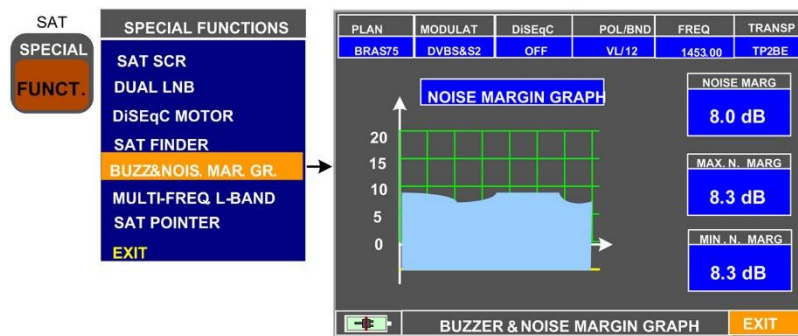 SAT
SPECIAL
FUNCT.
SPECIAL FUNCTIONS
SAT SCR
DUAL LNB
DiSEqC MOTOR
SAT FINDER
BUZZ&NOIS. MAR. GR.
MULTI-FREQ. L-BAND
SAT POINTER
EXIT
PLAN MODULAT DiSEqC POL/BND FREQ TRANSP
BRAS75 DVBS&S2 OFF VL/12 1453.00 TP2BE
NOISE MARGIN GRAPH
20
15
10
5
0
NOISE MARG
8.0 dB
MAX. N. MARG
8.3 dB
MIN. N. MARG
8.3 dB
BUZZER & NOISE MARGIN GRAPH EXIT